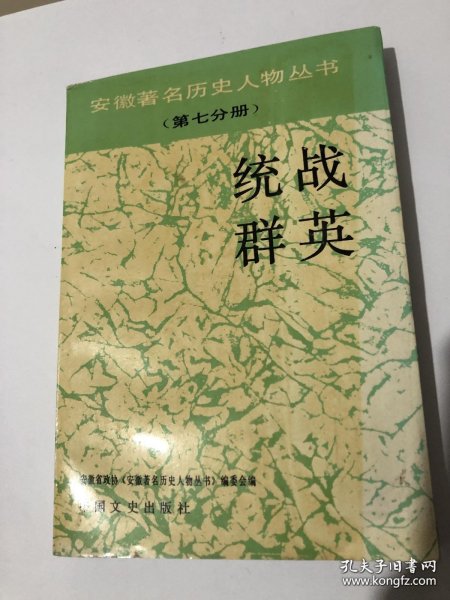 安徽著名历史人物丛书
（第七分册）
统战
群英
安徽省政协《安徽著名历史人物丛书》编委会编
中国文史出版社
孔夫子旧书网
www.kongfz.com